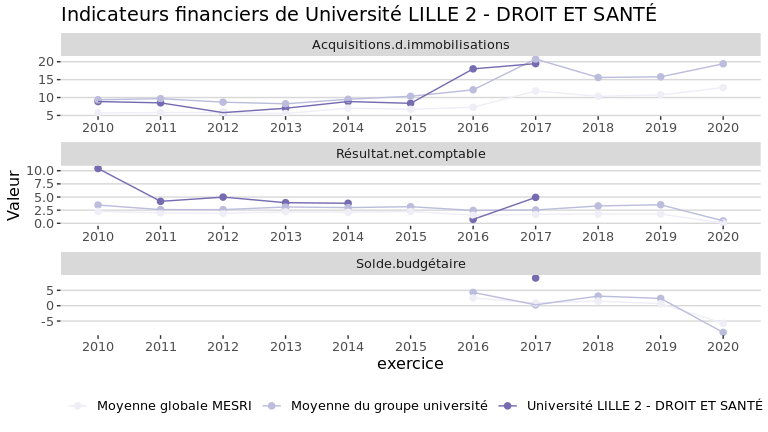 Indicateurs financiers de Université LILLE 2 - DROIT ET SANTÉ
Acquisitions.d.immobilisations
20
15
10
5
2010 2011 2012 2013 2014 2015 2016 2017 2018 2019 2020
Résultat.net.comptable
10.0
7.5
5.0
2.5
0.0
2010 2011 2012 2013 2014 2015 2016 2017 2018 2019 2020
Valeur
Solde.budgétaire
5
0
-5
2010 2011 2012 2013 2014 2015 2016 2017 2018 2019 2020
exercice
Moyenne globale MESRI Moyenne du groupe université Université LILLE 2 - DROIT ET SANTÉ